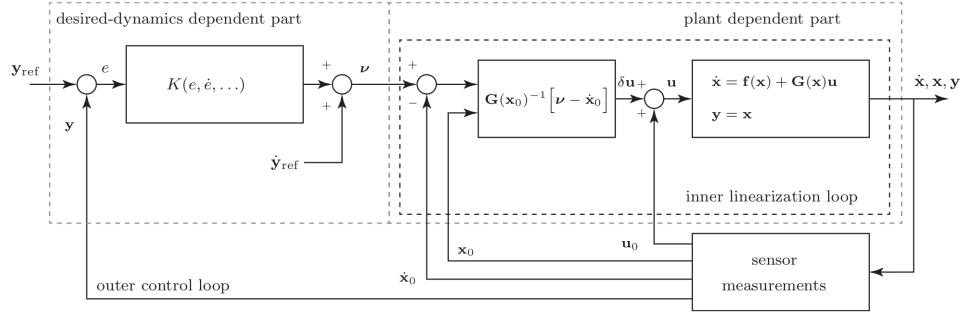 desired-dynamics dependent part
plant dependent part
y_ref
e
K(e, ė, . . .)
+
+
ν
+
−
G(x₀)⁻¹[ν − ẋ₀]
δu
+
+
u
ẋ = f(x) + G(x)u
y = x
ẋ, x, y
y
ẏ_ref
inner linearization loop
x₀
u₀
ẋ₀
sensor
measurements
outer control loop